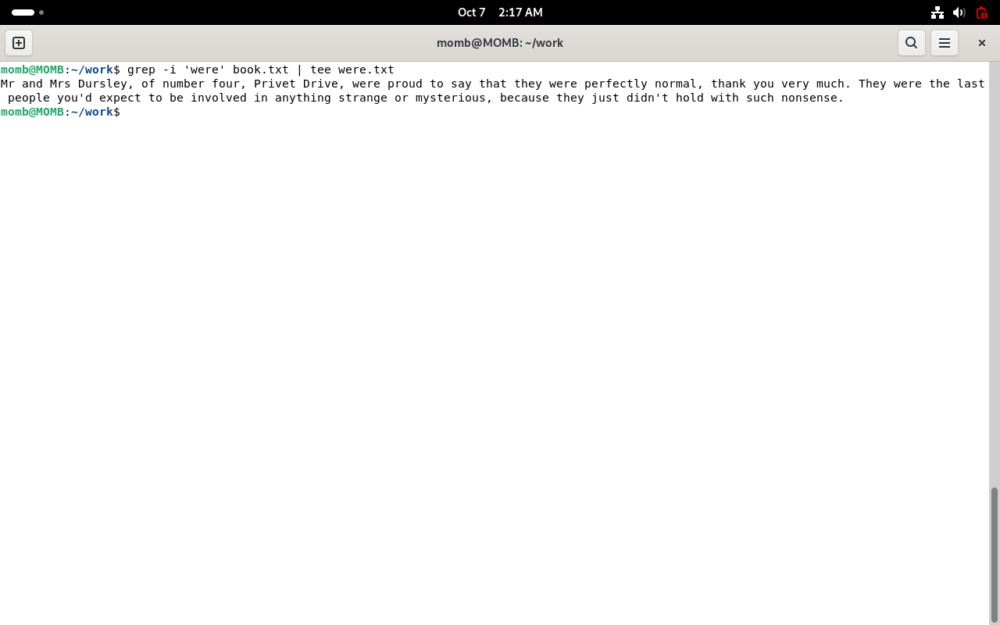 Oct 7 2:17 AM
momb@MOMB: ~/work
momb@MOMB:~/work$ grep -i 'were' book.txt | tee were.txt
Mr and Mrs Dursley, of number four, Privet Drive, were proud to say that they were perfectly normal, thank you very much. They were the last
 people you'd expect to be involved in anything strange or mysterious, because they just didn't hold with such nonsense.
momb@MOMB:~/work$